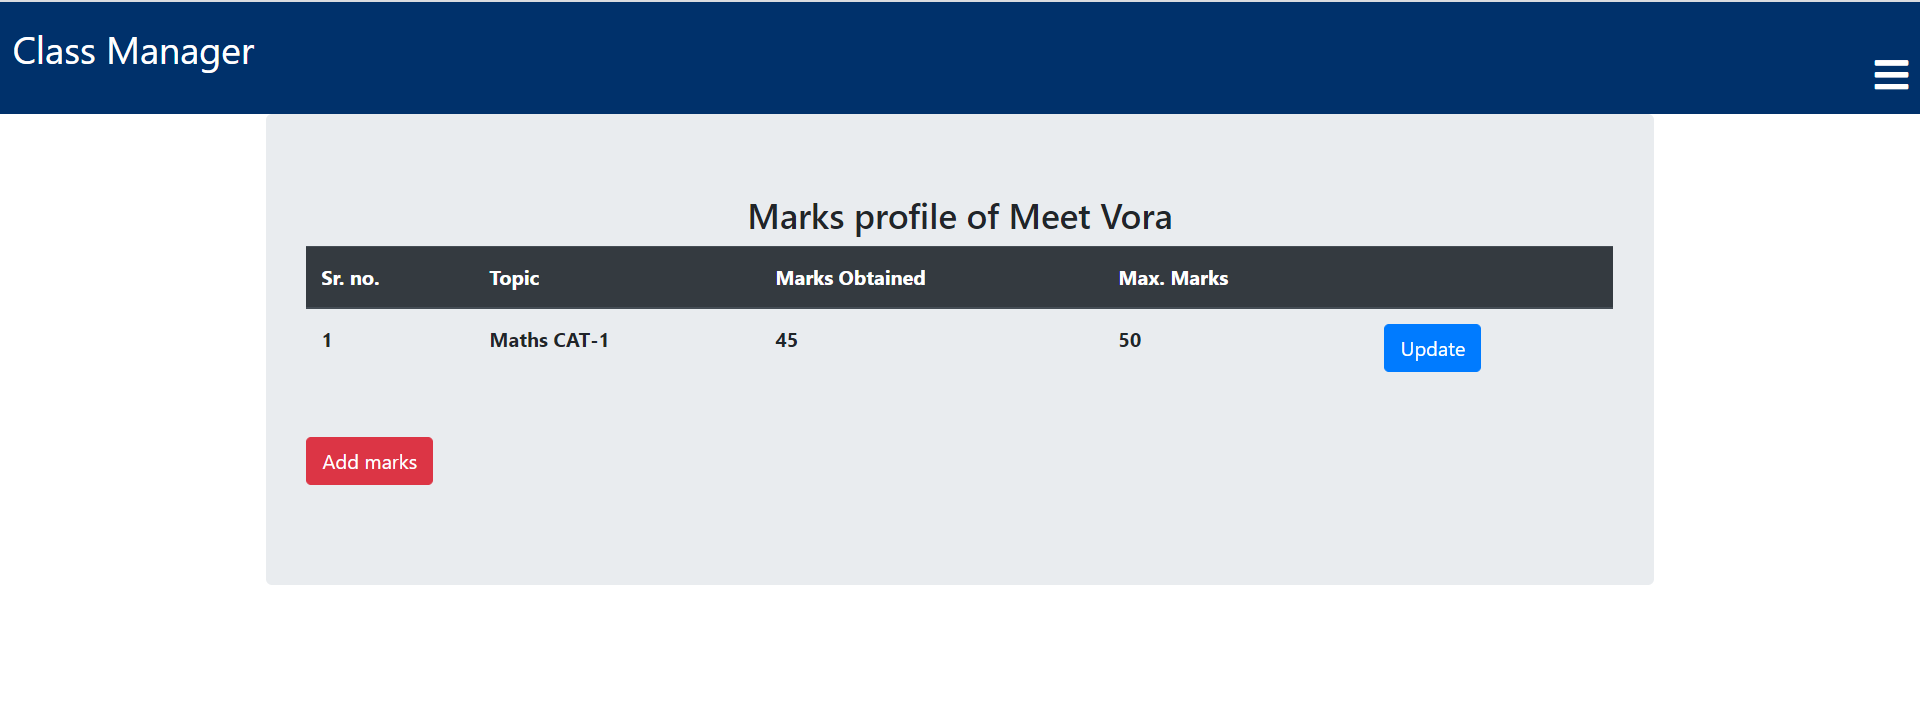 Class Manager
Marks profile of Meet Vora
Sr. no. Topic Marks Obtained Max. Marks
1 Maths CAT-1 45 50 Update
Add marks